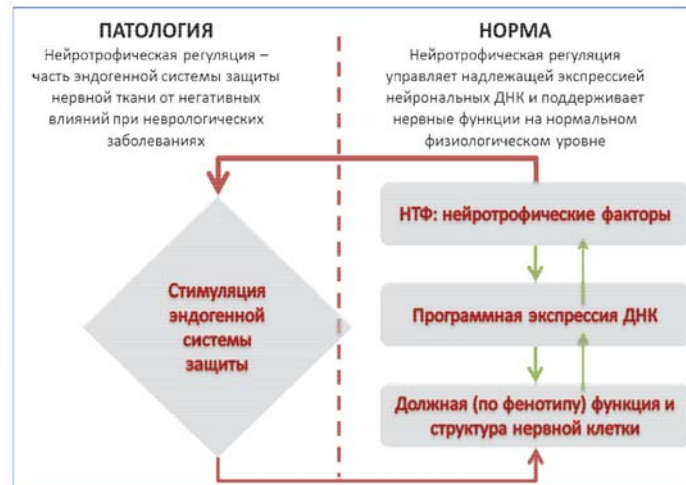 ПАТОЛОГИЯ
Нейротрофическая регуляция –
часть эндогенной системы защиты
нервной ткани от негативных
влияний при неврологических
заболеваниях
НОРМА
Нейротрофическая регуляция
управляет надлежащей экспрессией
нейрональных ДНК и поддерживает
нервные функции на нормальном
физиологическом уровне
Стимуляция
эндогенной
системы
защиты
НТФ: нейротрофические факторы
Программная экспрессия ДНК
Должная (по фенотипу) функция и
структура нервной клетки